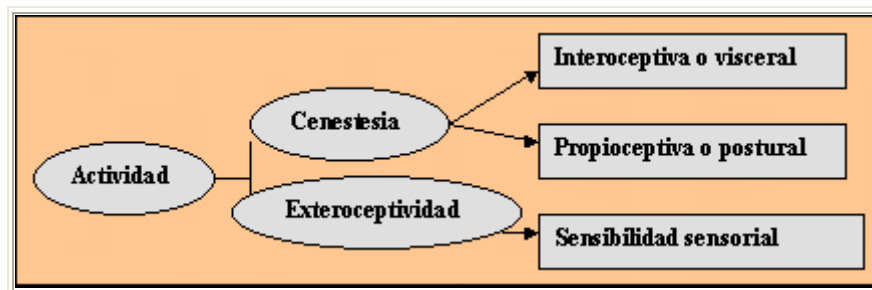 Interoceptiva o visceral
Cenestesia
Propioceptiva o postural
Actividad
Exteroceptividad
Sensibilidad sensorial